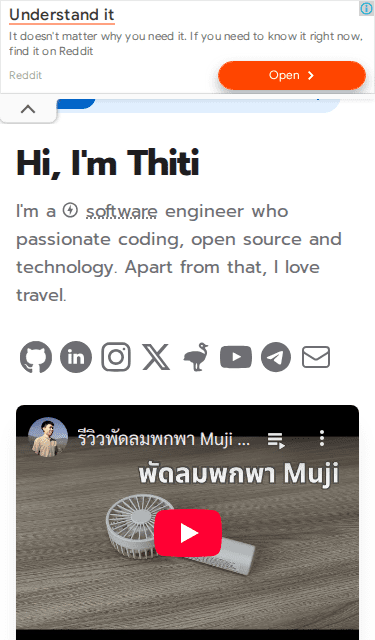 Understand it
It doesn't matter why you need it. If you need to know it right now,
find it on Reddit
Reddit
Open
Hi, I'm Thiti
I'm a software engineer who
passionate coding, open source and
technology. Apart from that, I love
travel.
รีวิวพัดลมพกพา Muji ...
พัดลมพกพา Muji